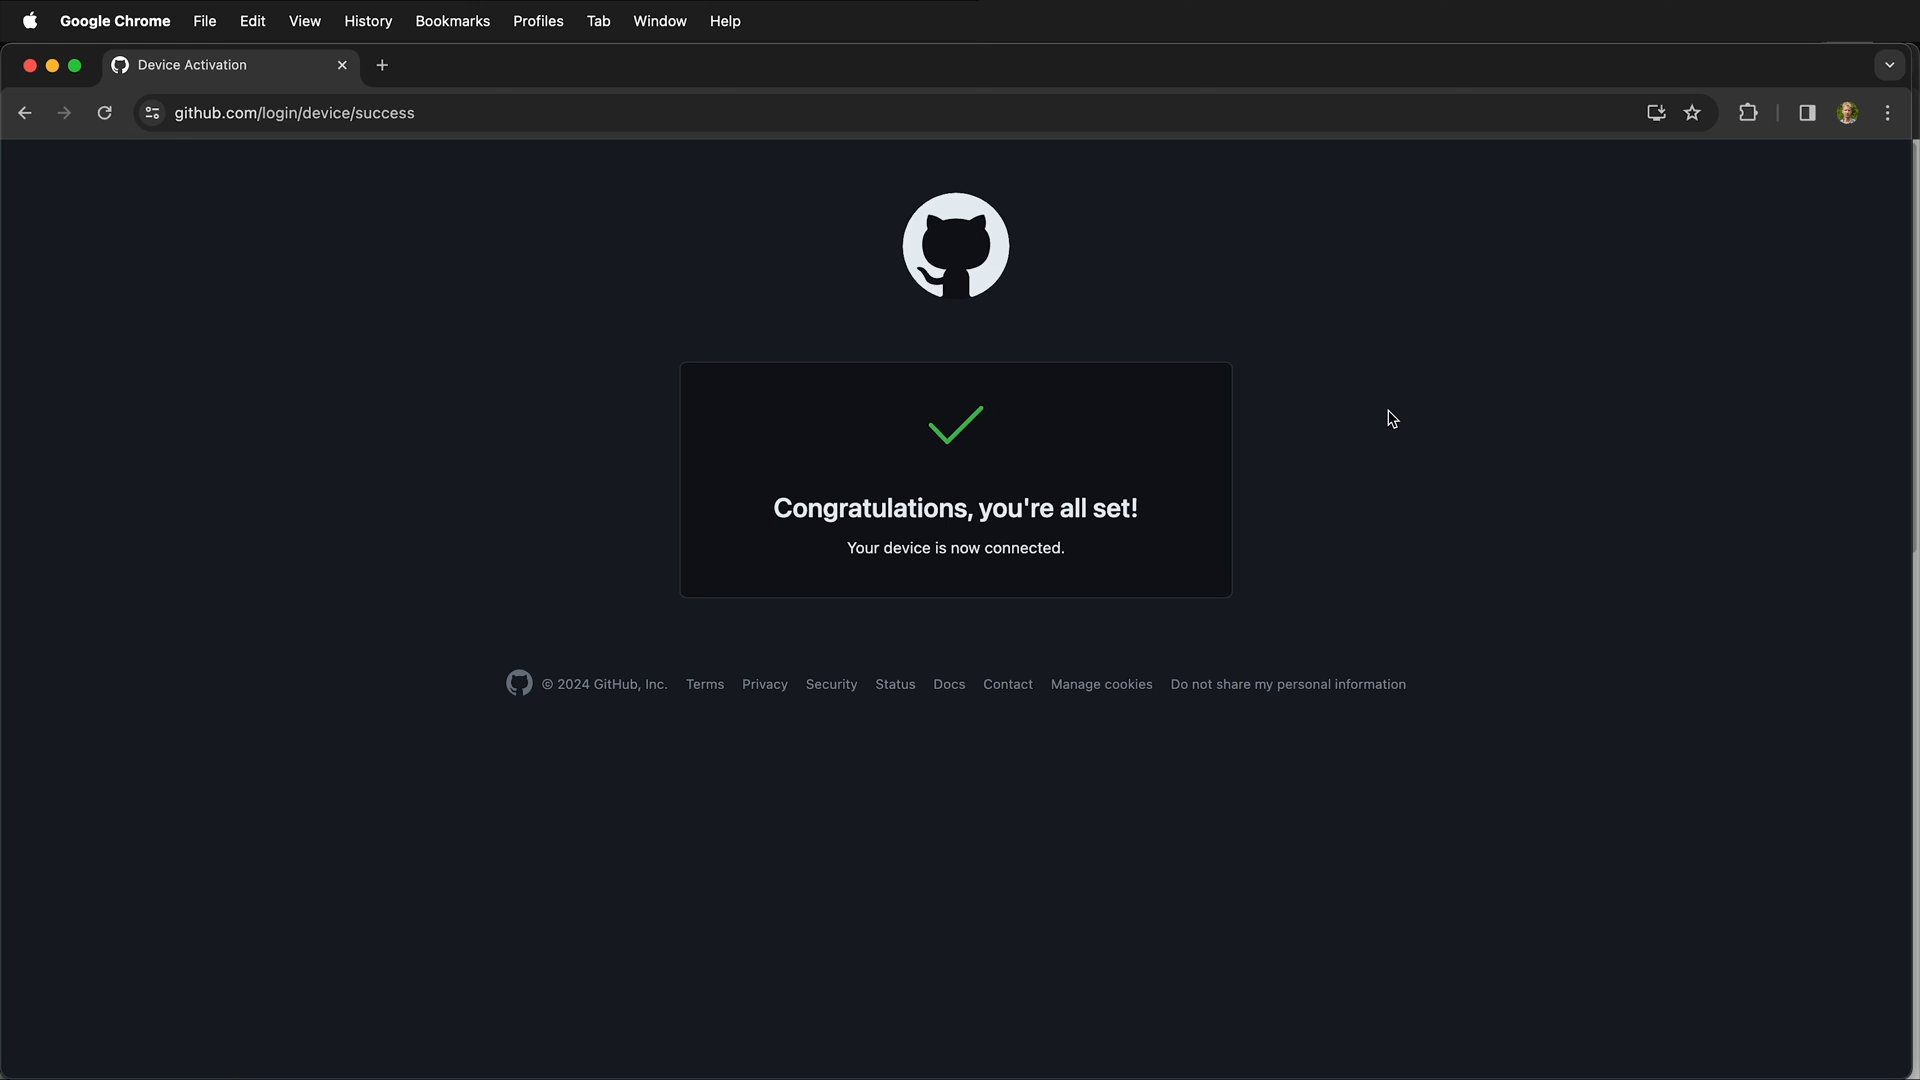 Google Chrome File Edit View History Bookmarks Profiles Tab Window Help
Device Activation
github.com/login/device/success
Congratulations, you're all set!
Your device is now connected.
© 2024 GitHub, Inc. Terms Privacy Security Status Docs Contact Manage cookies Do not share my personal information